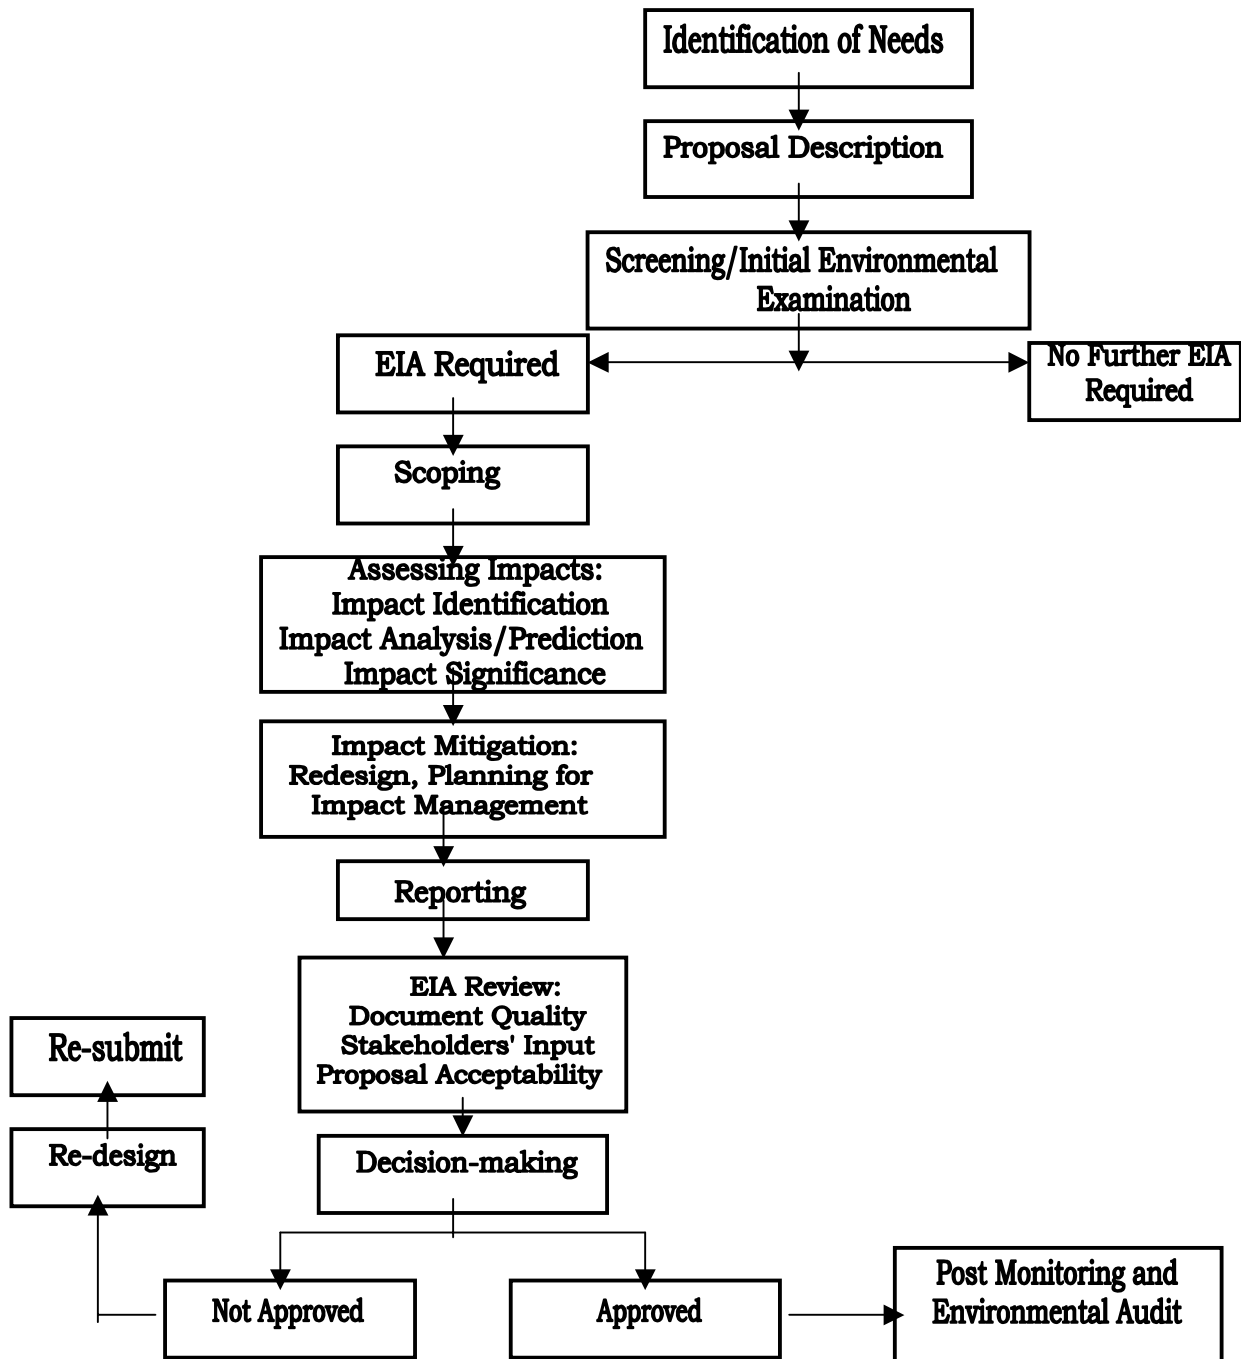 Identification of Needs
Proposal Description
Screening/Initial Environmental
Examination
EIA Required
No Further EIA
Required
Scoping
Assessing Impacts:
Impact Identification
Impact Analysis/Prediction
Impact Significance
Impact Mitigation:
Redesign, Planning for
Impact Management
Reporting
EIA Review:
Document Quality
Stakeholders' Input
Proposal Acceptability
Re-submit
Re-design
Decision-making
Not Approved
Approved
Post Monitoring and
Environmental Audit